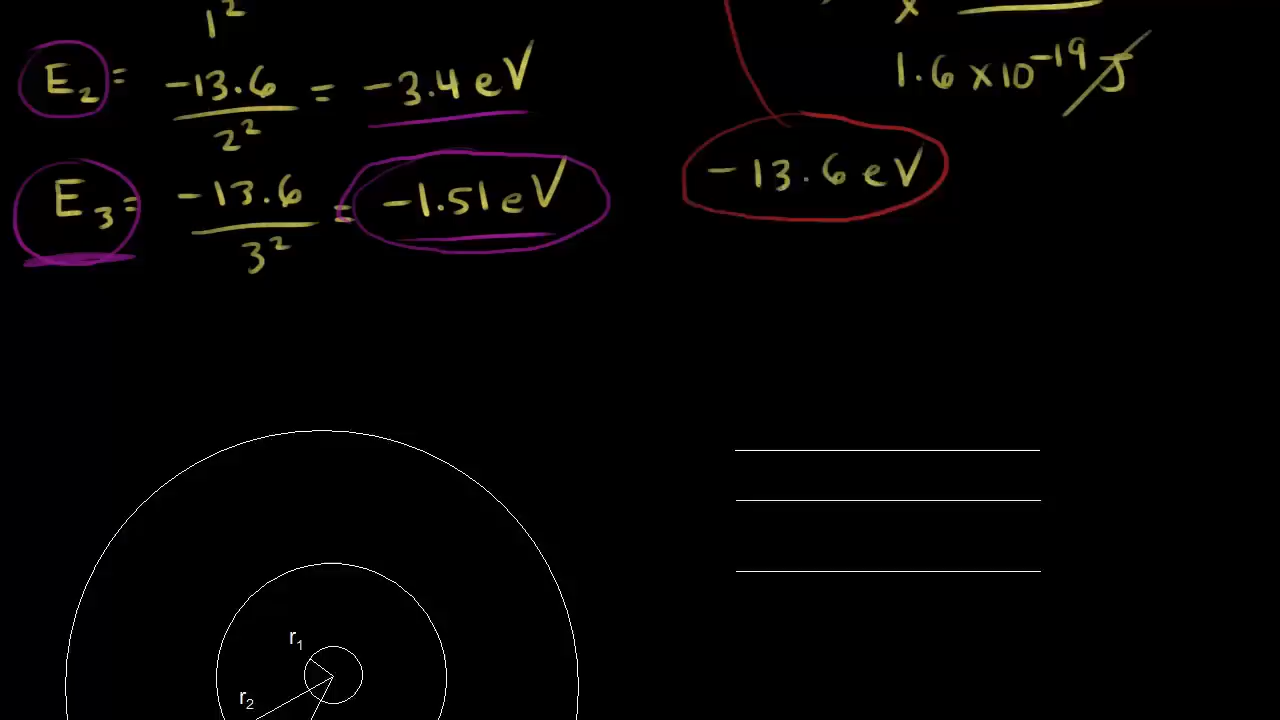 1²
E₂ = -13.6 / 2² = -3.4 eV
E₃ = -13.6 / 3² = -1.51 eV
x
1.6 x 10⁻¹⁹ J
-13.6 eV
r₁
r₂